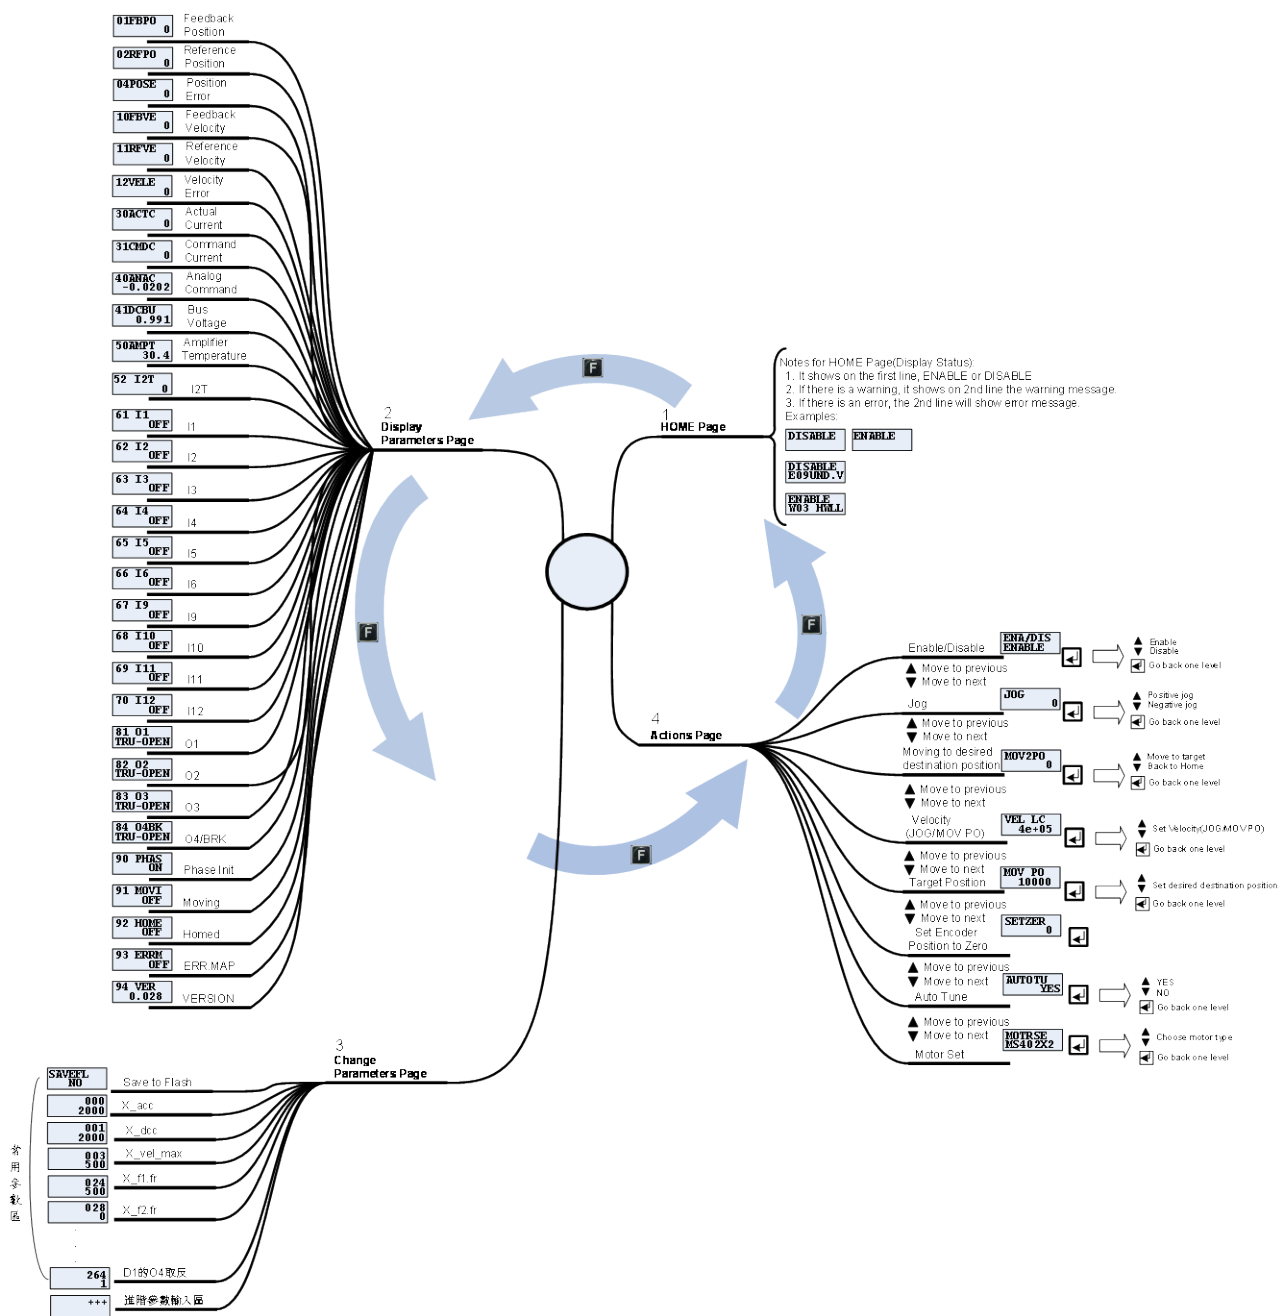 01FBPO
0
Feedback
Position
02RFPO
0
Reference
Position
04POSE
0
Position
Error
10FBVE
0
Feedback
Velocity
11RFVE
0
Reference
Velocity
12VELE
0
Velocity
Error
30ACTC
0
Actual
Current
31CMDC
0
Command
Current
40ANAC
-0.0202
Analog
Command
41DCBU
0.991
Bus
Voltage
50AMPT
30.4
Amplifier
Temperature
52 I2T
0
I2T
61 I1
OFF
I1
62 I2
OFF
I2
63 I3
OFF
I3
64 I4
OFF
I4
65 I5
OFF
I5
66 I6
OFF
I6
67 I9
OFF
I9
68 I10
OFF
I10
69 I11
OFF
I11
70 I12
OFF
I12
81 O1
TRU-OPEN
O1
82 O2
TRU-OPEN
O2
83 O3
TRU-OPEN
O3
84 O4BK
TRU-OPEN
O4/BRK
90 PHAS
ON
Phase Init
91 MOVI
OFF
Moving
92 HOME
OFF
Homed
93 ERRM
OFF
ERR.MAP
94 VER
0.028
VERSION
2
Display
Parameters Page
F
F
F
F
1
HOME Page
Notes for HOME Page(Display Status):
1. It shows on the first line, ENABLE or DISABLE
2. If there is a warning, it shows on 2nd line the warning message.
3. If there is an error, the 2nd line will show error message.
Examples:
DISABLE
ENABLE
DISABLE
E09UND.V
ENABLE
W03 HWLL
4
Actions Page
Enable/Disable
ENA/DIS
ENABLE
Enable
Disable
Go back one level
Move to previous
Move to next
Jog
JOG
0
Positive jog
Negative jog
Go back one level
Move to previous
Move to next
Moving to desired
destination position
MOV2PO
0
Move to target
Back to Home
Go back one level
Move to previous
Move to next
Velocity
(JOG/MOV PO)
VEL LC
4e+05
Set Velocity(JOG/MOVPO)
Go back one level
Move to previous
Move to next
Target Position
MOV PO
10000
Set desired destination position
Go back one level
Move to previous
Move to next
Set Encoder
Position to Zero
SETZER
0
Move to previous
Move to next
Auto Tune
AUTOTU
YES
YES
NO
Go back one level
Move to previous
Move to next
Motor Set
MOTRSE
MS402X2
Choose motor type
Go back one level
3
Change
Parameters Page
常用參數區
SAVEFL
NO
Save to Flash
000
2000
X_acc
001
2000
X_dcc
003
500
X_vel_max
024
500
X_f1.fr
028
0
X_f2.fr
264
1
D1的O4取反
+++
進階參數輸入區